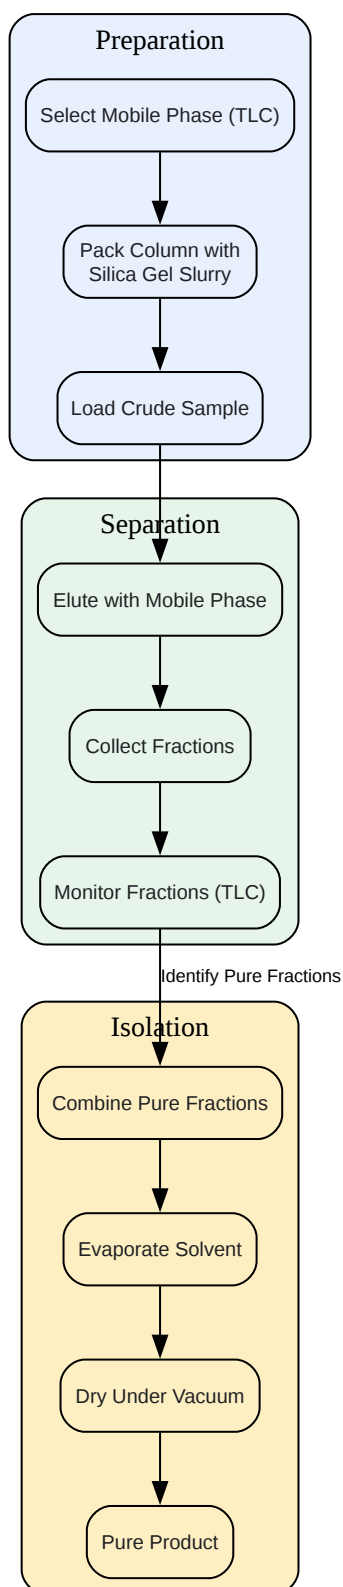 Preparation
Select Mobile Phase (TLC)
Pack Column with
Silica Gel Slurry
Load Crude Sample
Separation
Elute with Mobile Phase
Collect Fractions
Monitor Fractions (TLC)
Identify Pure Fractions
Isolation
Combine Pure Fractions
Evaporate Solvent
Dry Under Vacuum
Pure Product